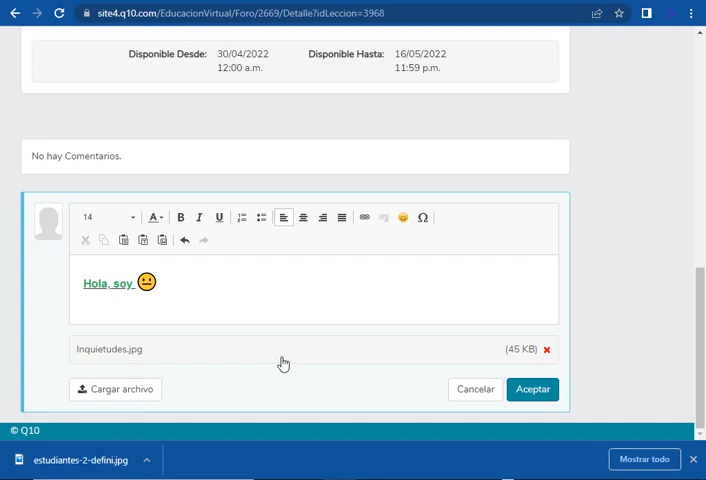 site4.q10.com/EducacionVirtual/Foro/2669/Detalle?idLeccion=3968
Disponible Desde: 30/04/2022 12:00 a.m. Disponible Hasta: 16/05/2022 11:59 p.m.
No hay Comentarios.
14 A B I U Ω
Hola, soy
Inquietudes.jpg (45 KB)
Cargar archivo Cancelar Aceptar
© Q10
estudiantes-2-defini.jpg Mostrar todo